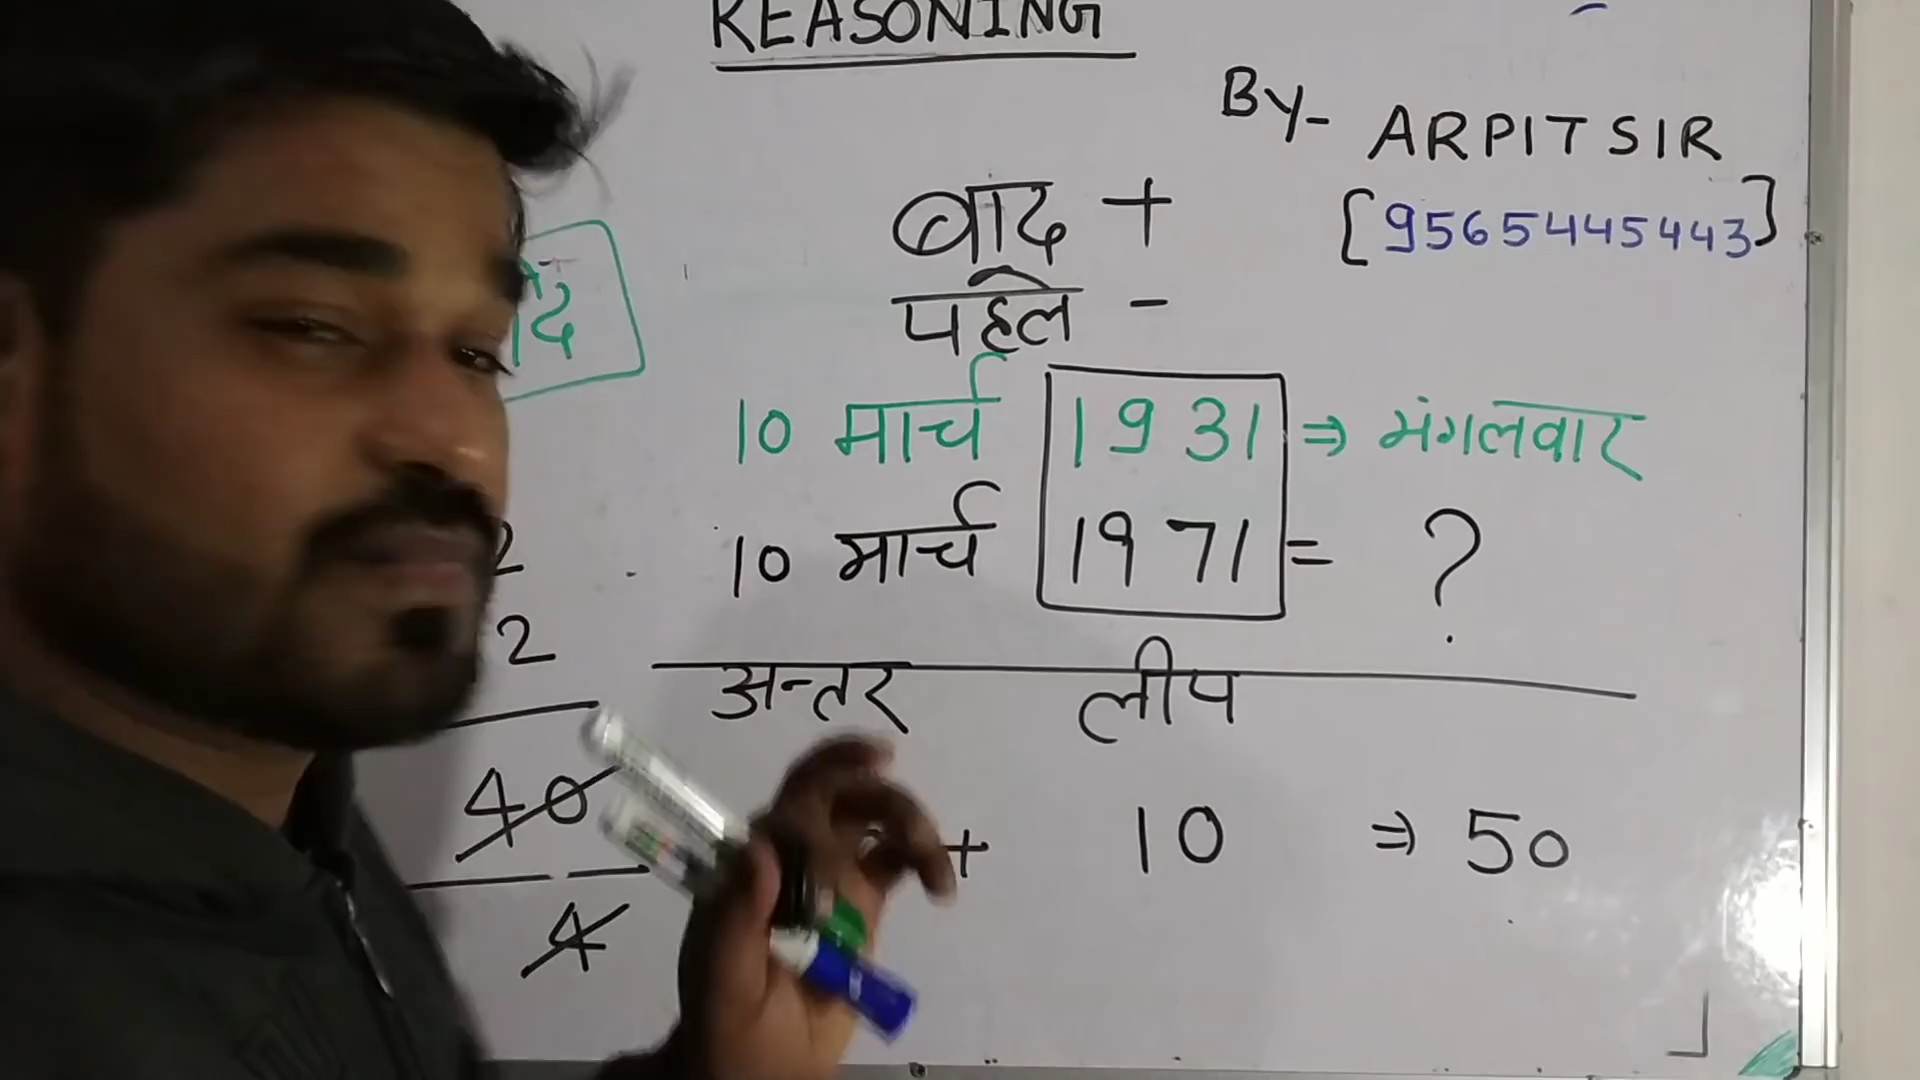 REASONING
By- ARPIT SIR
[9565445443]
बाद +
पहले -
10 मार्च 1931 ⇒ मंगलवार
10 मार्च 1971 = ?
अन्तर लीप
+ 10 ⇒ 50
2
2
40
4